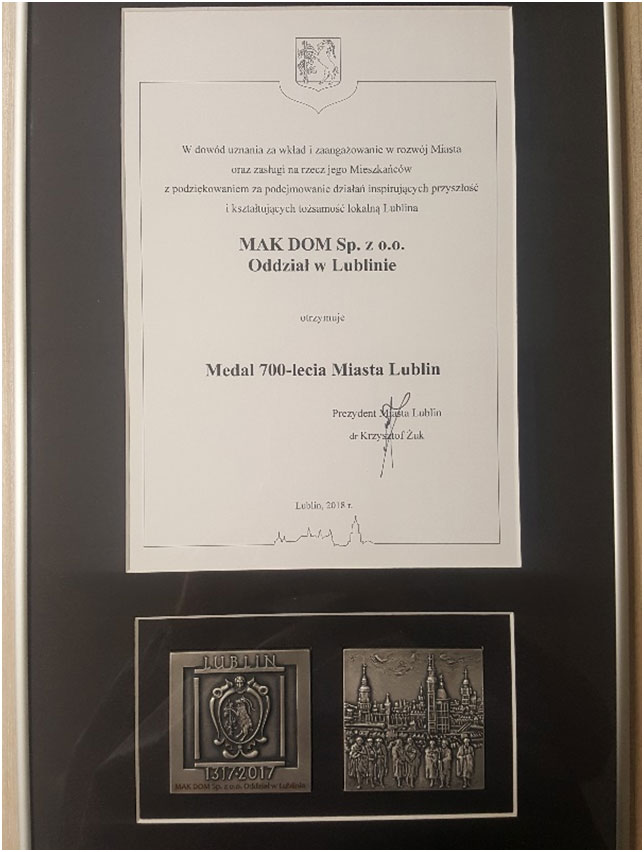 W dowód uznania za wkład i zaangażowanie w rozwój Miasta
oraz zasługi na rzecz jego Mieszkańców
z podziękowaniem za podejmowanie działań inspirujących przyszłość
i kształtujących tożsamość lokalną Lublina
MAK DOM Sp. z o.o.
Oddział w Lublinie
otrzymuje
Medal 700-lecia Miasta Lublin
Prezydent Miasta Lublin
dr Krzysztof Żuk
Lublin, 2018 r.
LUBLIN
1317·2017
MAK DOM Sp. z o.o. Oddział w Lublinie